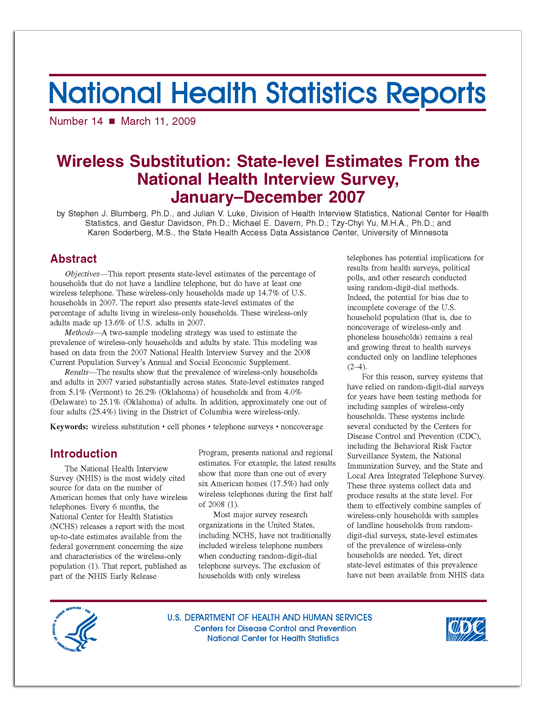 National Health Statistics Reports
Number 14 ■ March 11, 2009
Wireless Substitution: State-level Estimates From the
National Health Interview Survey,
January–December 2007
by Stephen J. Blumberg, Ph.D., and Julian V. Luke, Division of Health Interview Statistics, National Center for Health
Statistics, and Gestur Davidson, Ph.D.; Michael E. Davern, Ph.D.; Tzy-Chyi Yu, M.H.A., Ph.D.; and
Karen Soderberg, M.S., the State Health Access Data Assistance Center, University of Minnesota
Abstract
Objectives—This report presents state-level estimates of the percentage of
households that do not have a landline telephone, but do have at least one
wireless telephone. These wireless-only households made up 14.7% of U.S.
households in 2007. The report also presents state-level estimates of the
percentage of adults living in wireless-only households. These wireless-only
adults made up 13.6% of U.S. adults in 2007.
Methods—A two-sample modeling strategy was used to estimate the
prevalence of wireless-only households and adults by state. This modeling was
based on data from the 2007 National Health Interview Survey and the 2008
Current Population Survey's Annual and Social Economic Supplement.
Results—The results show that the prevalence of wireless-only households
and adults in 2007 varied substantially across states. State-level estimates ranged
from 5.1% (Vermont) to 26.2% (Oklahoma) of households and from 4.0%
(Delaware) to 25.1% (Oklahoma) of adults. In addition, approximately one out of
four adults (25.4%) living in the District of Columbia were wireless-only.
Keywords: wireless substitution • cell phones • telephone surveys • noncoverage
Introduction
The National Health Interview
Survey (NHIS) is the most widely cited
source for data on the number of
American homes that only have wireless
telephones. Every 6 months, the
National Center for Health Statistics
(NCHS) releases a report with the most
up-to-date estimates available from the
federal government concerning the size
and characteristics of the wireless-only
population (1). That report, published as
part of the NHIS Early Release
Program, presents national and regional
estimates. For example, the latest results
show that more than one out of every
six American homes (17.5%) had only
wireless telephones during the first half
of 2008 (1).
Most major survey research
organizations in the United States,
including NCHS, have not traditionally
included wireless telephone numbers
when conducting random-digit-dial
telephone surveys. The exclusion of
households with only wireless
telephones has potential implications for
results from health surveys, political
polls, and other research conducted
using random-digit-dial methods.
Indeed, the potential for bias due to
incomplete coverage of the U.S.
household population (that is, due to
noncoverage of wireless-only and
phoneless households) remains a real
and growing threat to health surveys
conducted only on landline telephones
(2–4).
For this reason, survey systems that
have relied on random-digit-dial surveys
for years have been testing methods for
including samples of wireless-only
households. These systems include
several conducted by the Centers for
Disease Control and Prevention (CDC),
including the Behavioral Risk Factor
Surveillance System, the National
Immunization Survey, and the State and
Local Area Integrated Telephone Survey.
These three systems collect data and
produce results at the state level. For
them to effectively combine samples of
wireless-only households with samples
of landline households from random-
digit-dial surveys, state-level estimates
of the prevalence of wireless-only
households are needed. Yet, direct
state-level estimates of this prevalence
have not been available from NHIS data
U.S. DEPARTMENT OF HEALTH AND HUMAN SERVICES
Centers for Disease Control and Prevention
National Center for Health Statistics
CDC